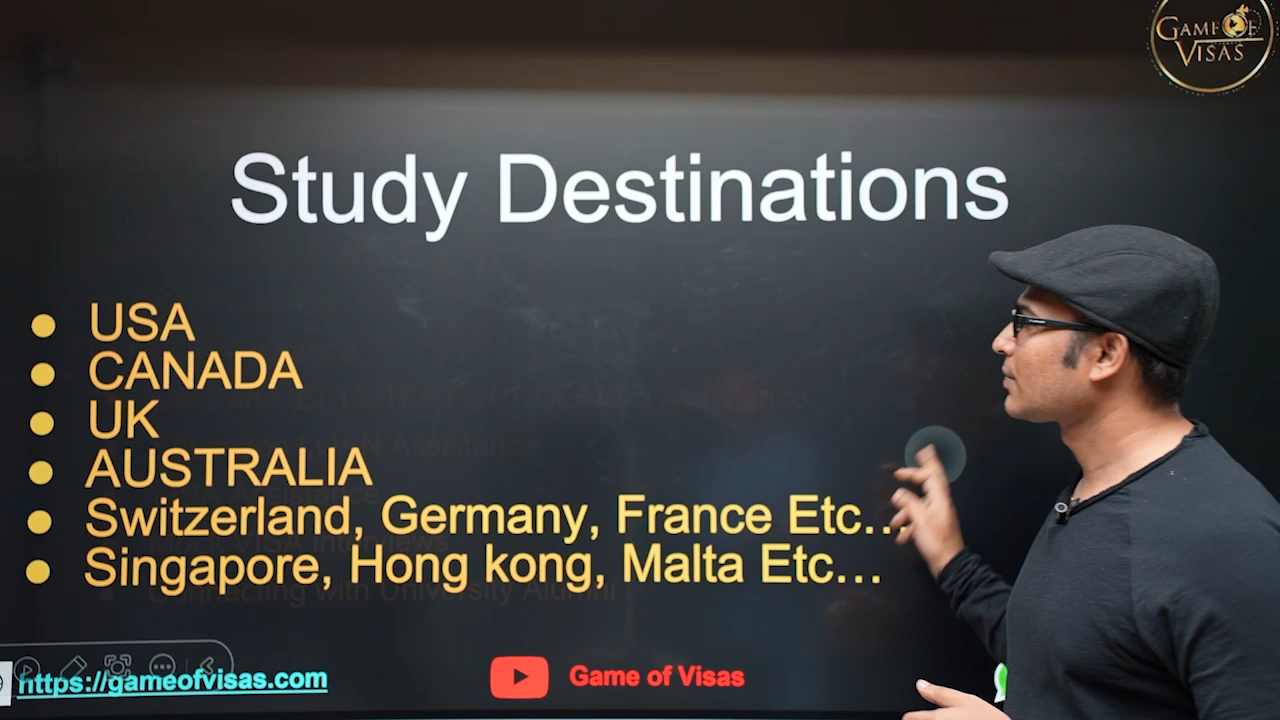 GAME OF
VISAS
Study Destinations
USA
CANADA
UK
AUSTRALIA
Switzerland, Germany, France Etc...
Singapore, Hong kong, Malta Etc...
https://gameofvisas.com
Game of Visas